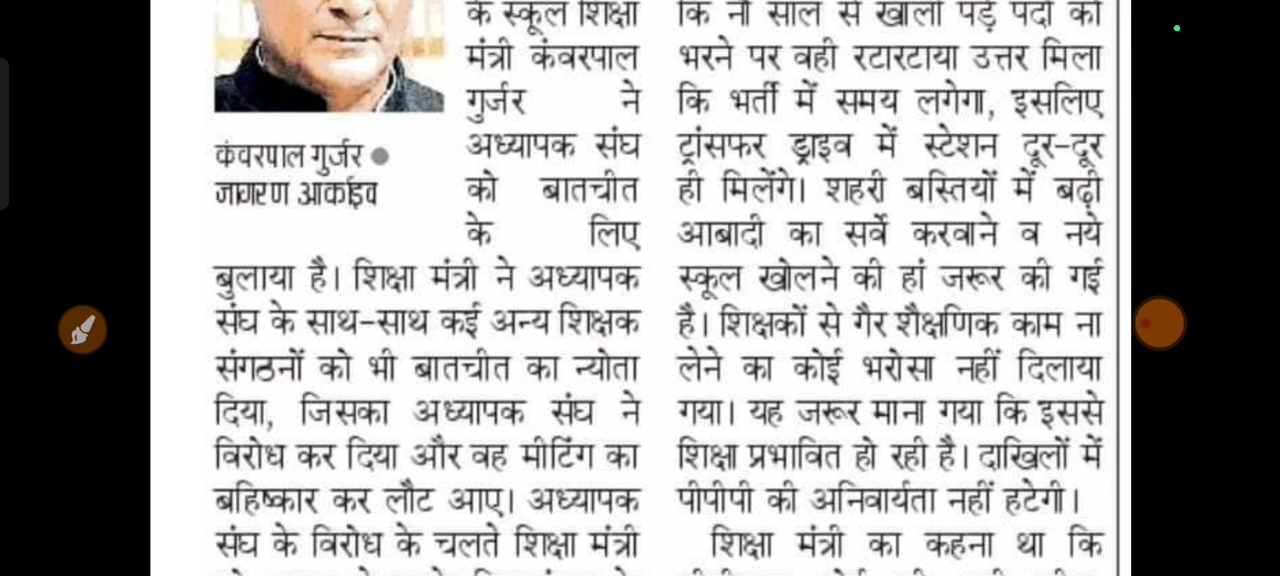 के स्कूल शिक्षा
मंत्री कंवरपाल
गुर्जर ने
अध्यापक संघ
को बातचीत
के लिए
कंवरपाल गुर्जर ●
जागरण आर्काइव
बुलाया है। शिक्षा मंत्री ने अध्यापक
संघ के साथ-साथ कई अन्य शिक्षक
संगठनों को भी बातचीत का न्योता
दिया, जिसका अध्यापक संघ ने
विरोध कर दिया और वह मीटिंग का
बहिष्कार कर लौट आए। अध्यापक
संघ के विरोध के चलते शिक्षा मंत्री
कि नौ साल से खाली पड़े पदों को
भरने पर वही रटारटाया उत्तर मिला
कि भर्ती में समय लगेगा, इसलिए
ट्रांसफर ड्राइव में स्टेशन दूर-दूर
ही मिलेंगे। शहरी बस्तियों में बढ़ी
आबादी का सर्वे करवाने व नये
स्कूल खोलने की हां जरूर की गई
है। शिक्षकों से गैर शैक्षणिक काम ना
लेने का कोई भरोसा नहीं दिलाया
गया। यह जरूर माना गया कि इससे
शिक्षा प्रभावित हो रही है। दाखिलों में
पीपीपी की अनिवार्यता नहीं हटेगी।
शिक्षा मंत्री का कहना था कि